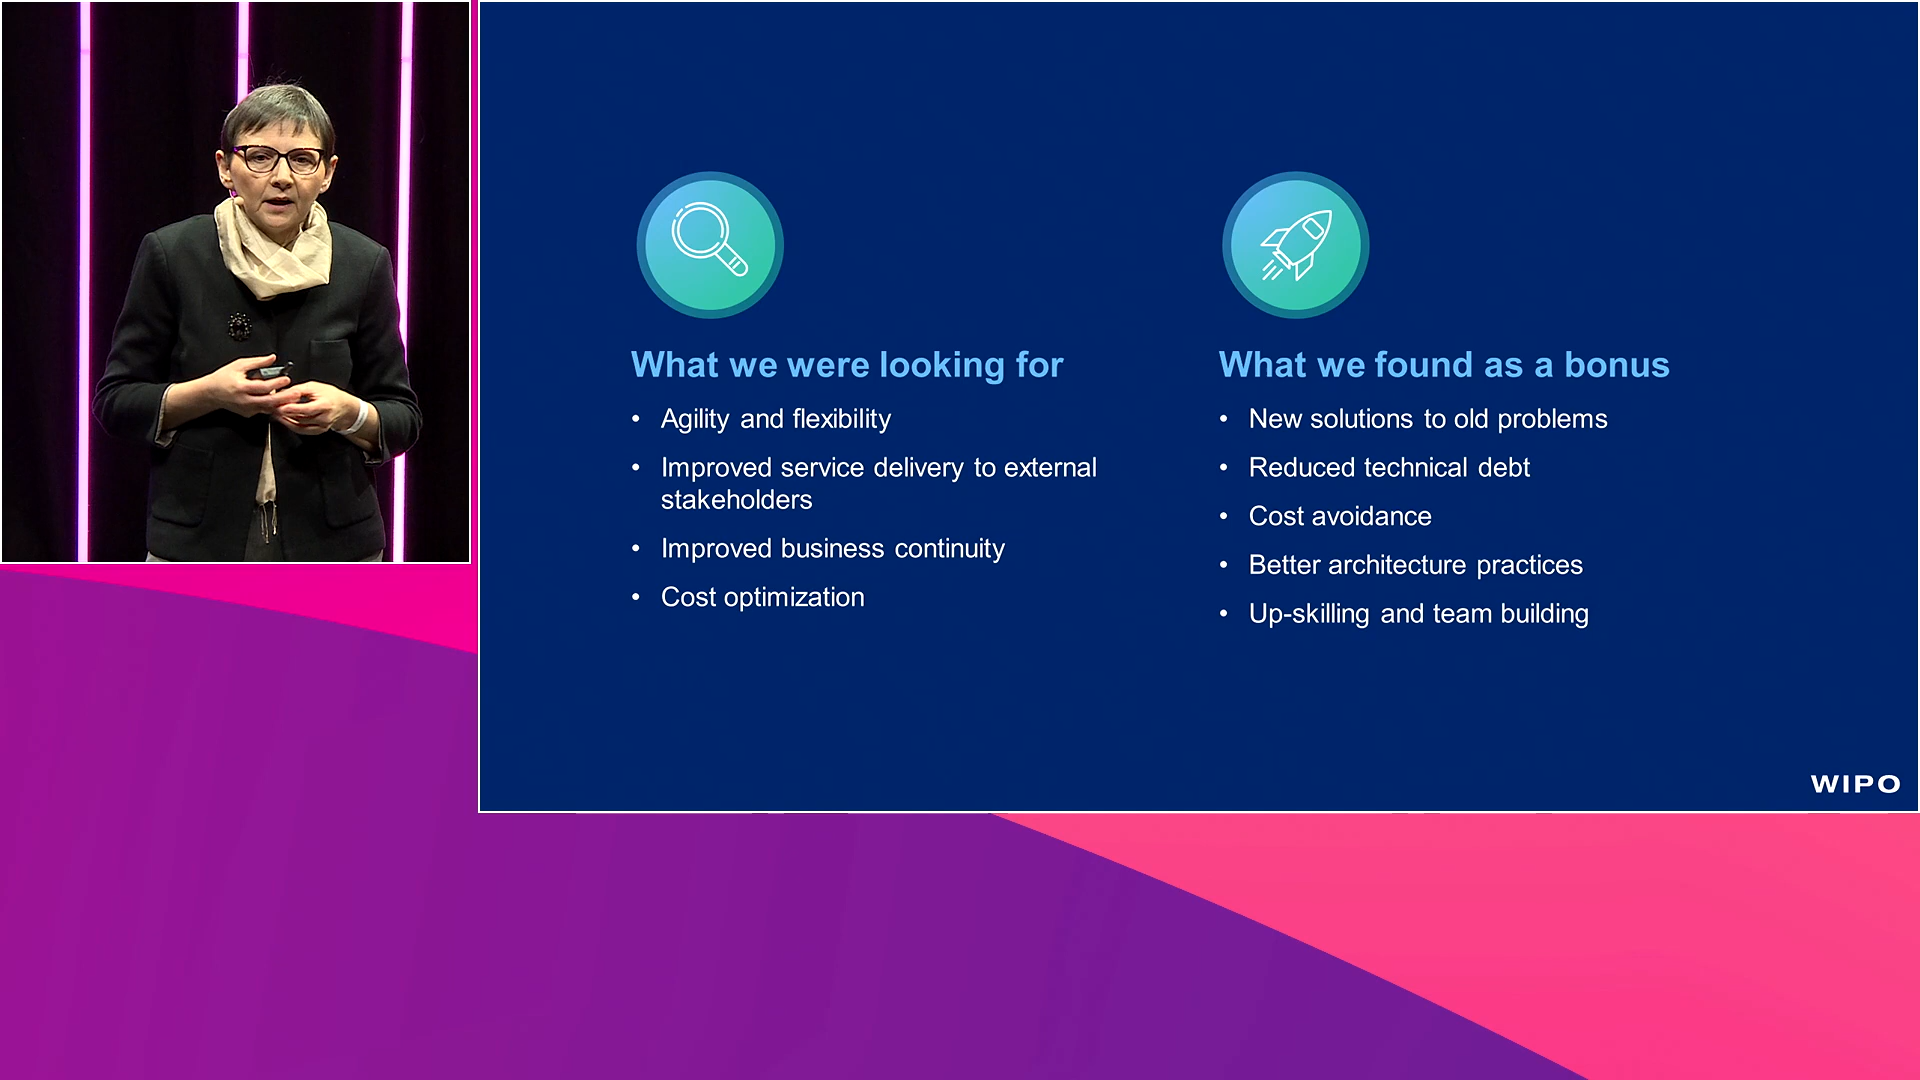 What we were looking for
• Agility and flexibility
• Improved service delivery to external
stakeholders
• Improved business continuity
• Cost optimization
What we found as a bonus
• New solutions to old problems
• Reduced technical debt
• Cost avoidance
• Better architecture practices
• Up-skilling and team building
WIPO